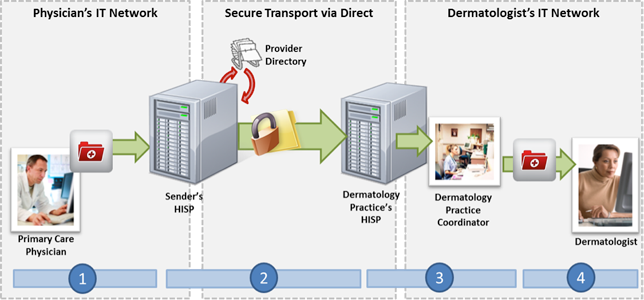 Physician's IT Network
Secure Transport via Direct
Dermatologist's IT Network
Provider
Directory
Sender's
HISP
Dermatology
Practice's
HISP
Dermatology
Practice
Coordinator
Primary Care
Physician
Dermatologist
1
2
3
4